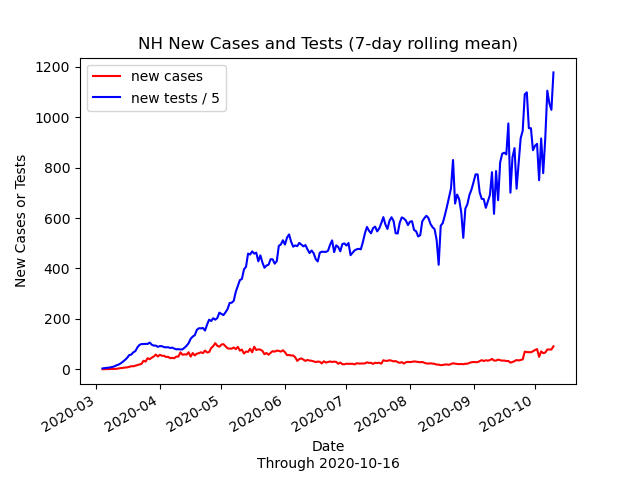 NH New Cases and Tests (7-day rolling mean)
new cases
new tests / 5
1200
1000
800
600
400
200
0
New Cases or Tests
2020-03
2020-04
2020-05
2020-06
2020-07
2020-08
2020-09
2020-10
Date
Through 2020-10-16